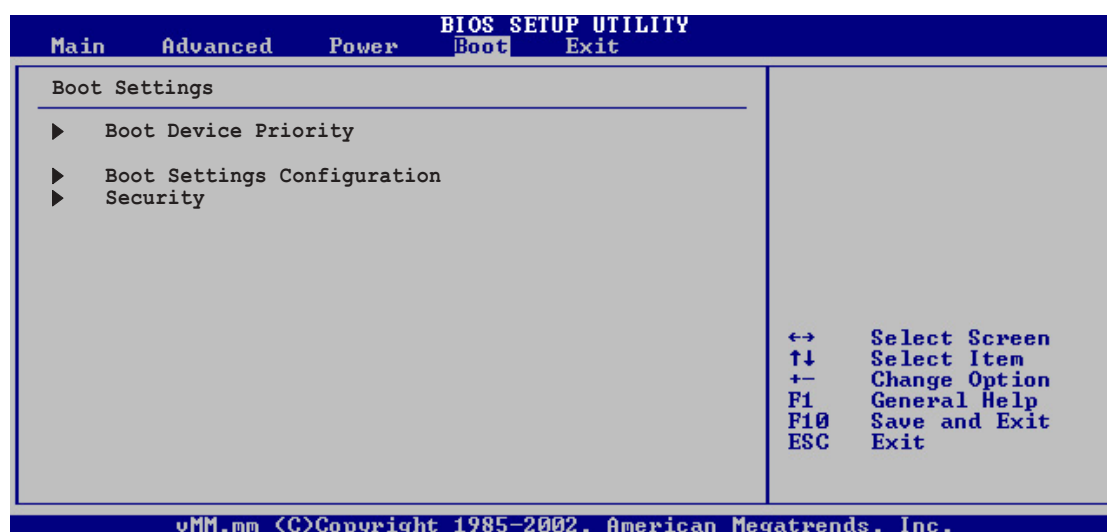 BIOS SETUP UTILITY
Main Advanced Power Boot Exit
Boot Settings
Boot Device Priority
Boot Settings Configuration
Security
←→ Select Screen
↑↓ Select Item
+- Change Option
F1 General Help
F10 Save and Exit
ESC Exit
vMM.mm (C)Copyright 1985-2002, American Megatrends, Inc.